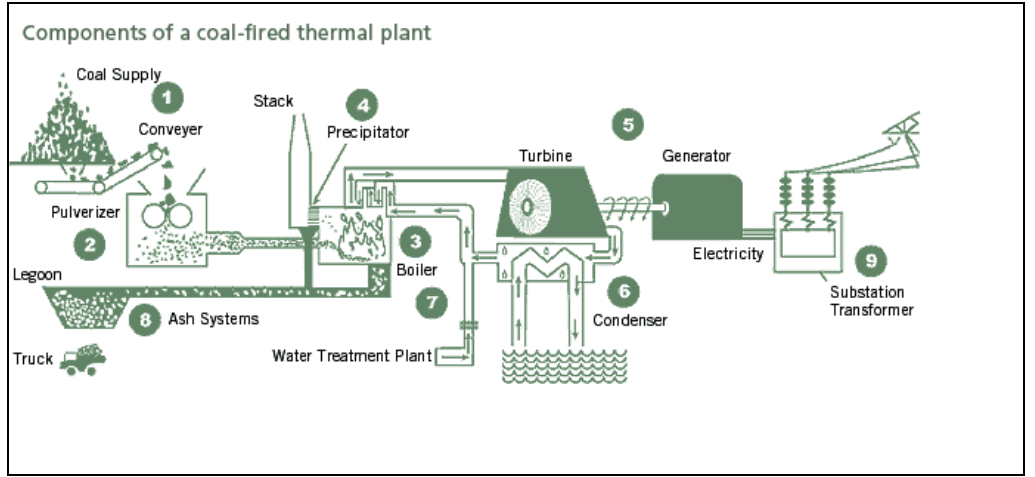 Components of a coal-fired thermal plant
Coal Supply
1
Conveyer
Stack
4
Precipitator
5
Turbine
Generator
Pulverizer
2
3
Boiler
Electricity
9
Legoon
7
6
Condenser
Substation
Transformer
8
Ash Systems
Truck
Water Treatment Plant